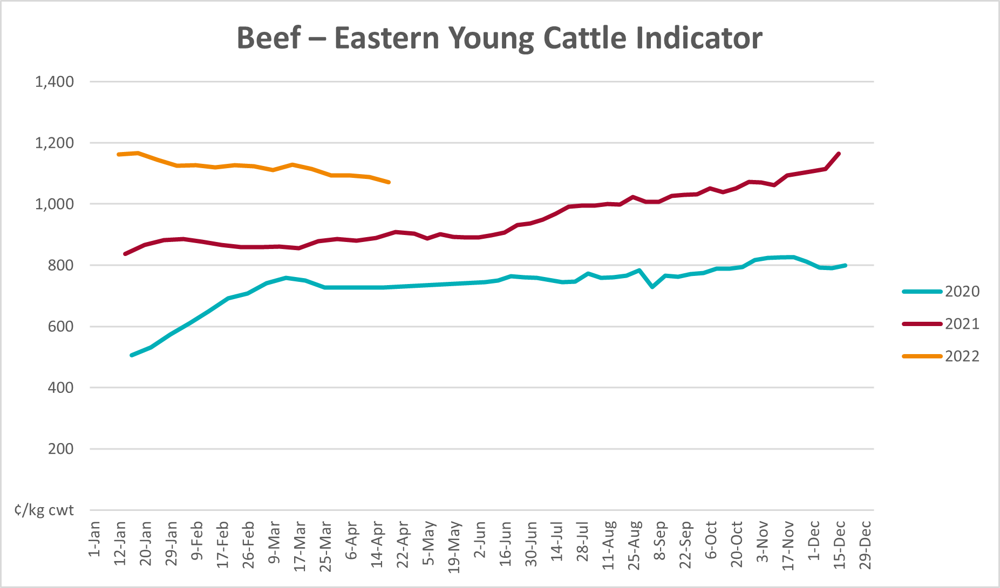 Beef – Eastern Young Cattle Indicator
1,400
1,200
1,000
800
600
400
200
¢/kg cwt
1-Jan
12-Jan
20-Jan
29-Jan
9-Feb
17-Feb
26-Feb
9-Mar
17-Mar
25-Mar
6-Apr
14-Apr
22-Apr
5-May
19-May
2-Jun
16-Jun
30-Jun
14-Jul
28-Jul
11-Aug
25-Aug
8-Sep
22-Sep
6-Oct
20-Oct
3-Nov
17-Nov
1-Dec
15-Dec
29-Dec
2020
2021
2022